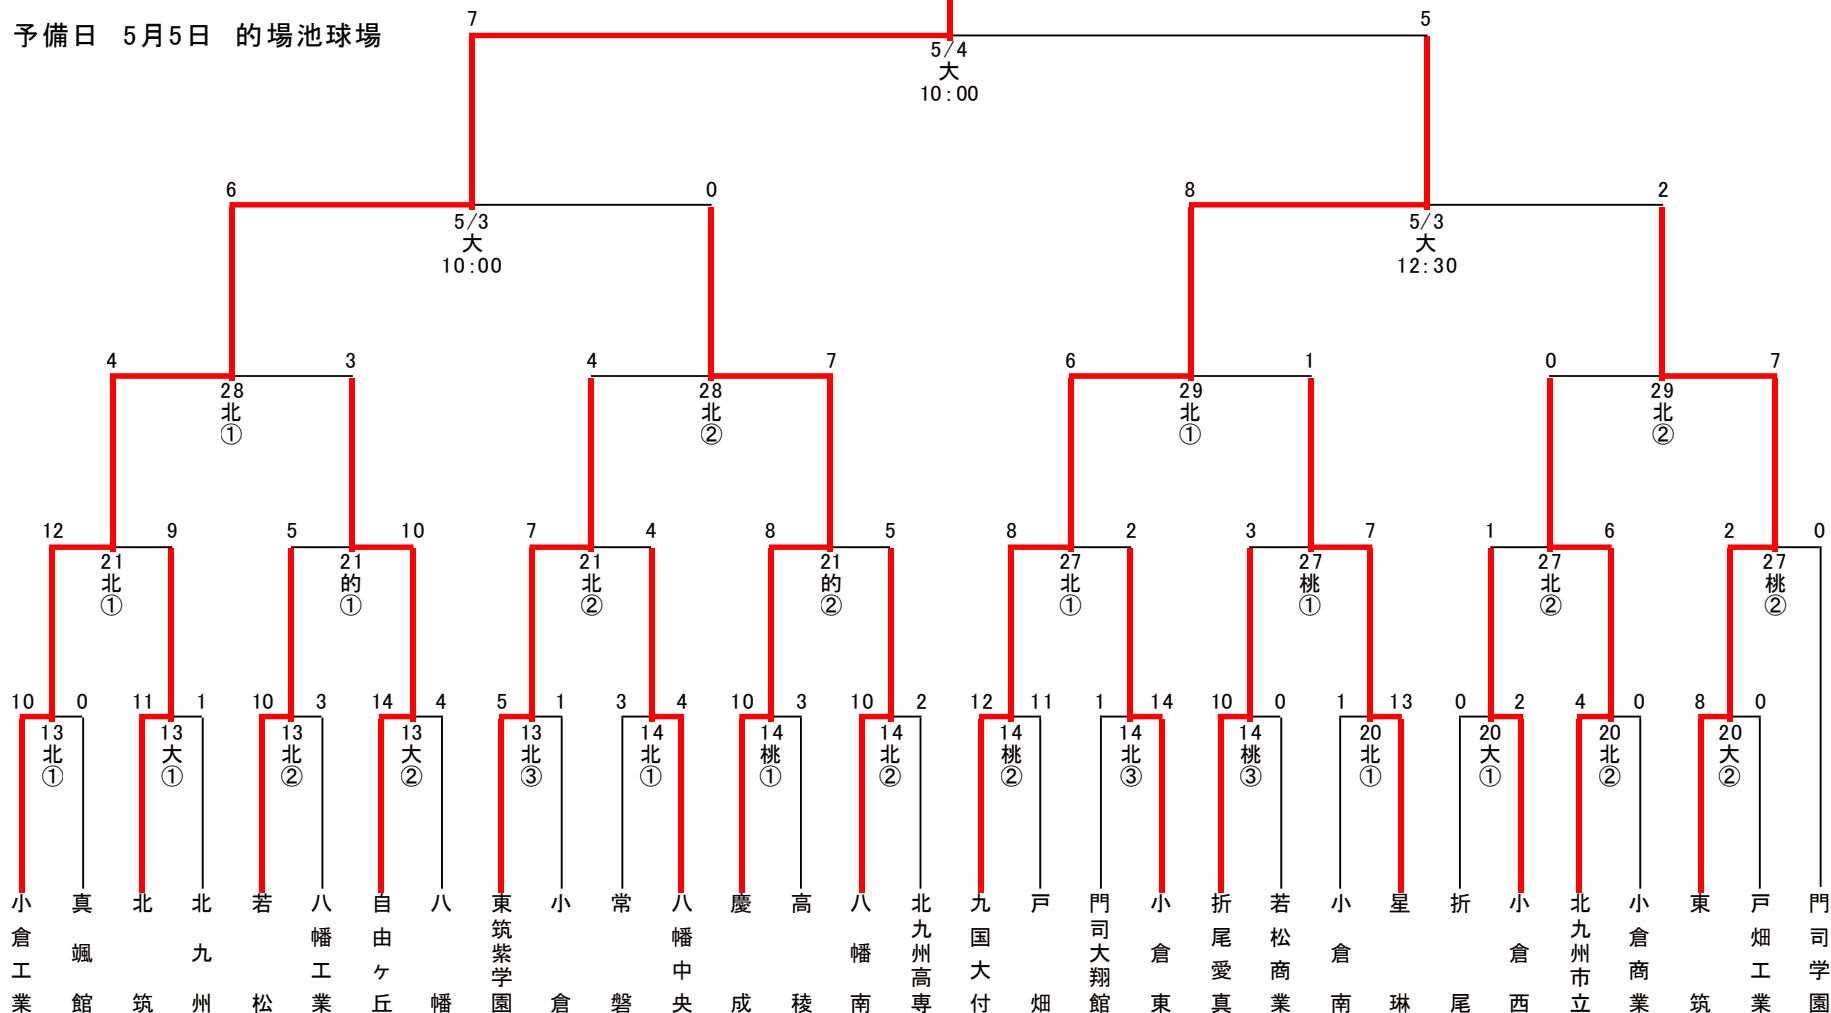 予備日　5月5日　的場池球場
7 5
5/4
大
10:00
6 0 8 2
5/3 5/3
大 大
10:00 12:30
4 3 4 7 6 1 0 7
28 28 29 29
北 北 北 北
① ② ① ②
12 9 5 10 7 4 8 5 8 2 3 7 1 6 2 0
21 21 21 21 27 27 27 27
北 的 北 的 北 桃 北 桃
① ① ② ② ① ① ② ②
10 0 11 1 10 3 14 4 5 1 3 4 10 3 10 2 12 11 1 14 10 0 1 13 0 2 4 0 8 0
13 13 13 13 13 14 14 14 14 14 14 20 20 20 20
北 大 北 大 北 北 桃 北 桃 北 桃 北 大 北 大
① ① ② ② ③ ① ① ② ② ③ ③ ① ① ② ②
小倉工業
真颯館
北筑
北九州
若松
八幡工業
自由ヶ丘
八幡
東筑紫学園
小倉
常磐
八幡中央
慶成
高稜
八幡南
北九州高専
九国大付
戸畑
門司大翔館
小倉東
折尾愛真
若松商業
小倉南
星琳
折尾
小倉西
北九州市立
小倉商業
東筑
戸畑工業
門司学園